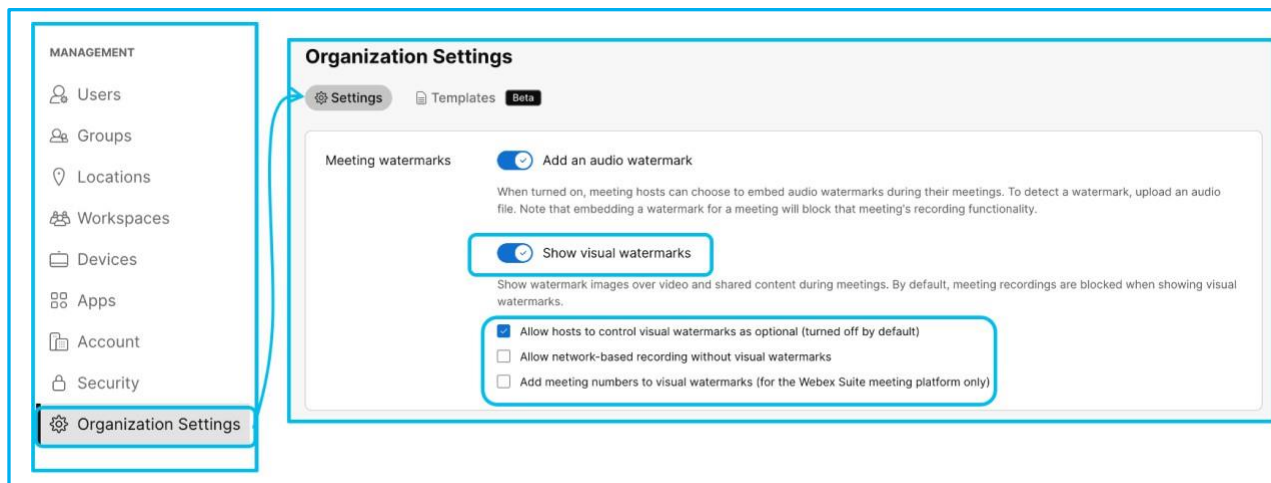 MANAGEMENT
Users
Groups
Locations
Workspaces
Devices
Apps
Account
Security
Organization Settings
Organization Settings
Settings
Templates Beta
Meeting watermarks
Add an audio watermark
When turned on, meeting hosts can choose to embed audio watermarks during their meetings. To detect a watermark, upload an audio
file. Note that embedding a watermark for a meeting will block that meeting's recording functionality.
Show visual watermarks
Show watermark images over video and shared content during meetings. By default, meeting recordings are blocked when showing visual
watermarks.
Allow hosts to control visual watermarks as optional (turned off by default)
Allow network-based recording without visual watermarks
Add meeting numbers to visual watermarks (for the Webex Suite meeting platform only)